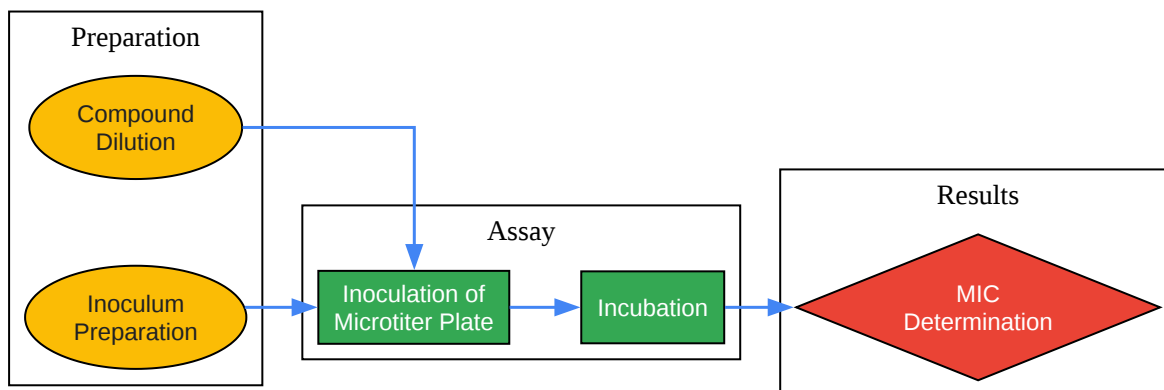 Preparation
Compound
Dilution
Inoculum
Preparation
Assay
Inoculation of
Microtiter Plate
Incubation
Results
MIC
Determination